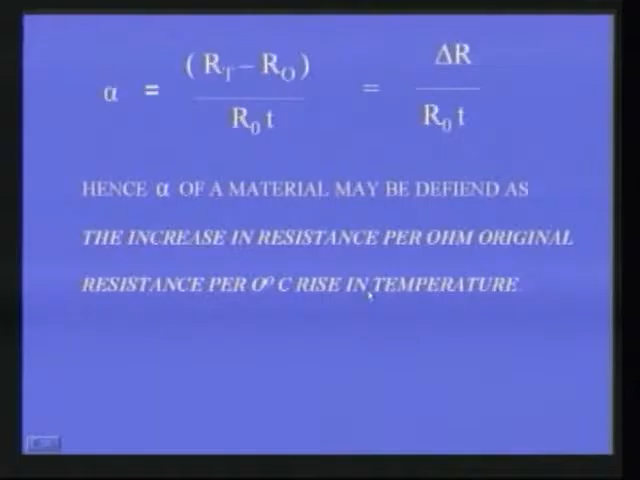 α = ( R_T – R_O ) / R_0 t = ΔR / R_0 t
HENCE α OF A MATERIAL MAY BE DEFIEND AS
THE INCREASE IN RESISTANCE PER OHM ORIGINAL
RESISTANCE PER O⁰ C RISE IN TEMPERATURE